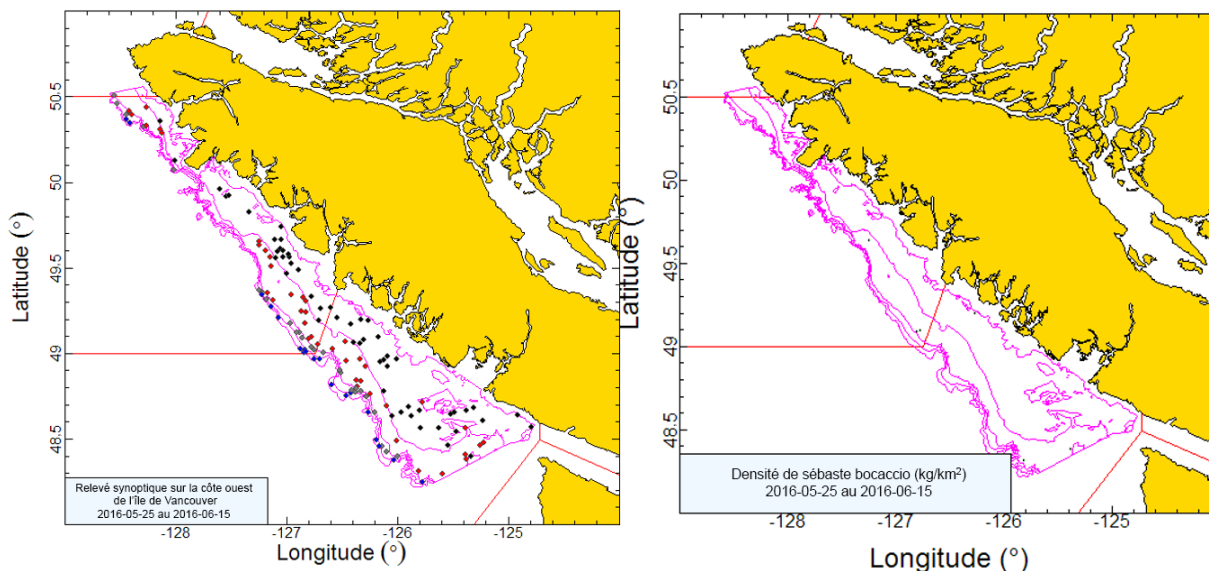 50.5
50
49.5
49
48.5
Latitude (°)
-128
-127
-126
-125
Longitude (°)
Relevé synoptique sur la côte ouest
de l'île de Vancouver
2016-05-25 au 2016-06-15
50.5
50
49.5
49
48.5
Latitude (°)
-128
-127
-126
-125
Longitude (°)
Densité de sébaste bocaccio (kg/km²)
2016-05-25 au 2016-06-15